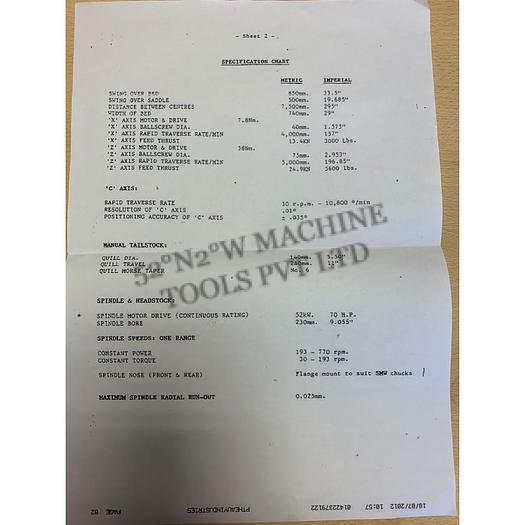 - Sheet 2 -
SPECIFICATION CHART
METRIC IMPERIAL
SWING OVER BED 850mm. 33.5"
SWING OVER SADDLE 500mm. 19.685"
DISTANCE BETWEEN CENTRES 7,500mm. 295"
WIDTH OF BED 740mm. 29"
'X' AXIS MOTOR & DRIVE 7.8Nm.
'X' AXIS BALLSCREW DIA. 40mm. 1.575"
'X' AXIS RAPID TRAVERSE RATE/MIN 4,000mm. 157"
'X' AXIS FEED THRUST 13.4KN 3000 Lbs.
'Z' AXIS MOTOR & DRIVE 38Nm.
'Z' AXIS BALLSCREW DIA. 75mm. 2.953"
'Z' AXIS RAPID TRAVERSE RATE/MIN 5,000mm. 196.85"
'Z' AXIS FEED THRUST 24.9KN 5600 lbs.
'C' AXIS:
RAPID TRAVERSE RATE 30 r.p.m. - 10,800 º/min
RESOLUTION OF 'C' AXIS .01º
POSITIONING ACCURACY OF 'C' AXIS ± .035º
MANUAL TAILSTOCK:
QUILL DIA. 140mm. 5.50"
QUILL TRAVEL 280mm. 11"
QUILL MORSE TAPER No. 6
52ºN2ºW MACHINE
TOOLS PVT LTD
SPINDLE & HEADSTOCK:
SPINDLE MOTOR DRIVE (CONTINUOUS RATING) 52kW. 70 H.P.
SPINDLE BORE 230mm. 9.055"
SPINDLE SPEEDS: ONE RANGE
CONSTANT POWER 193 - 770 rpm.
CONSTANT TORQUE 30 - 193 rpm.
SPINDLE NOSE (FRONT & REAR) Flange mount to suit SMW chucks
MAXIMUM SPINDLE RADIAL RUN-OUT 0.025mm.
18/07/2012 10:57 01422379122 PTHEAVYINDUSTRIES PAGE 02